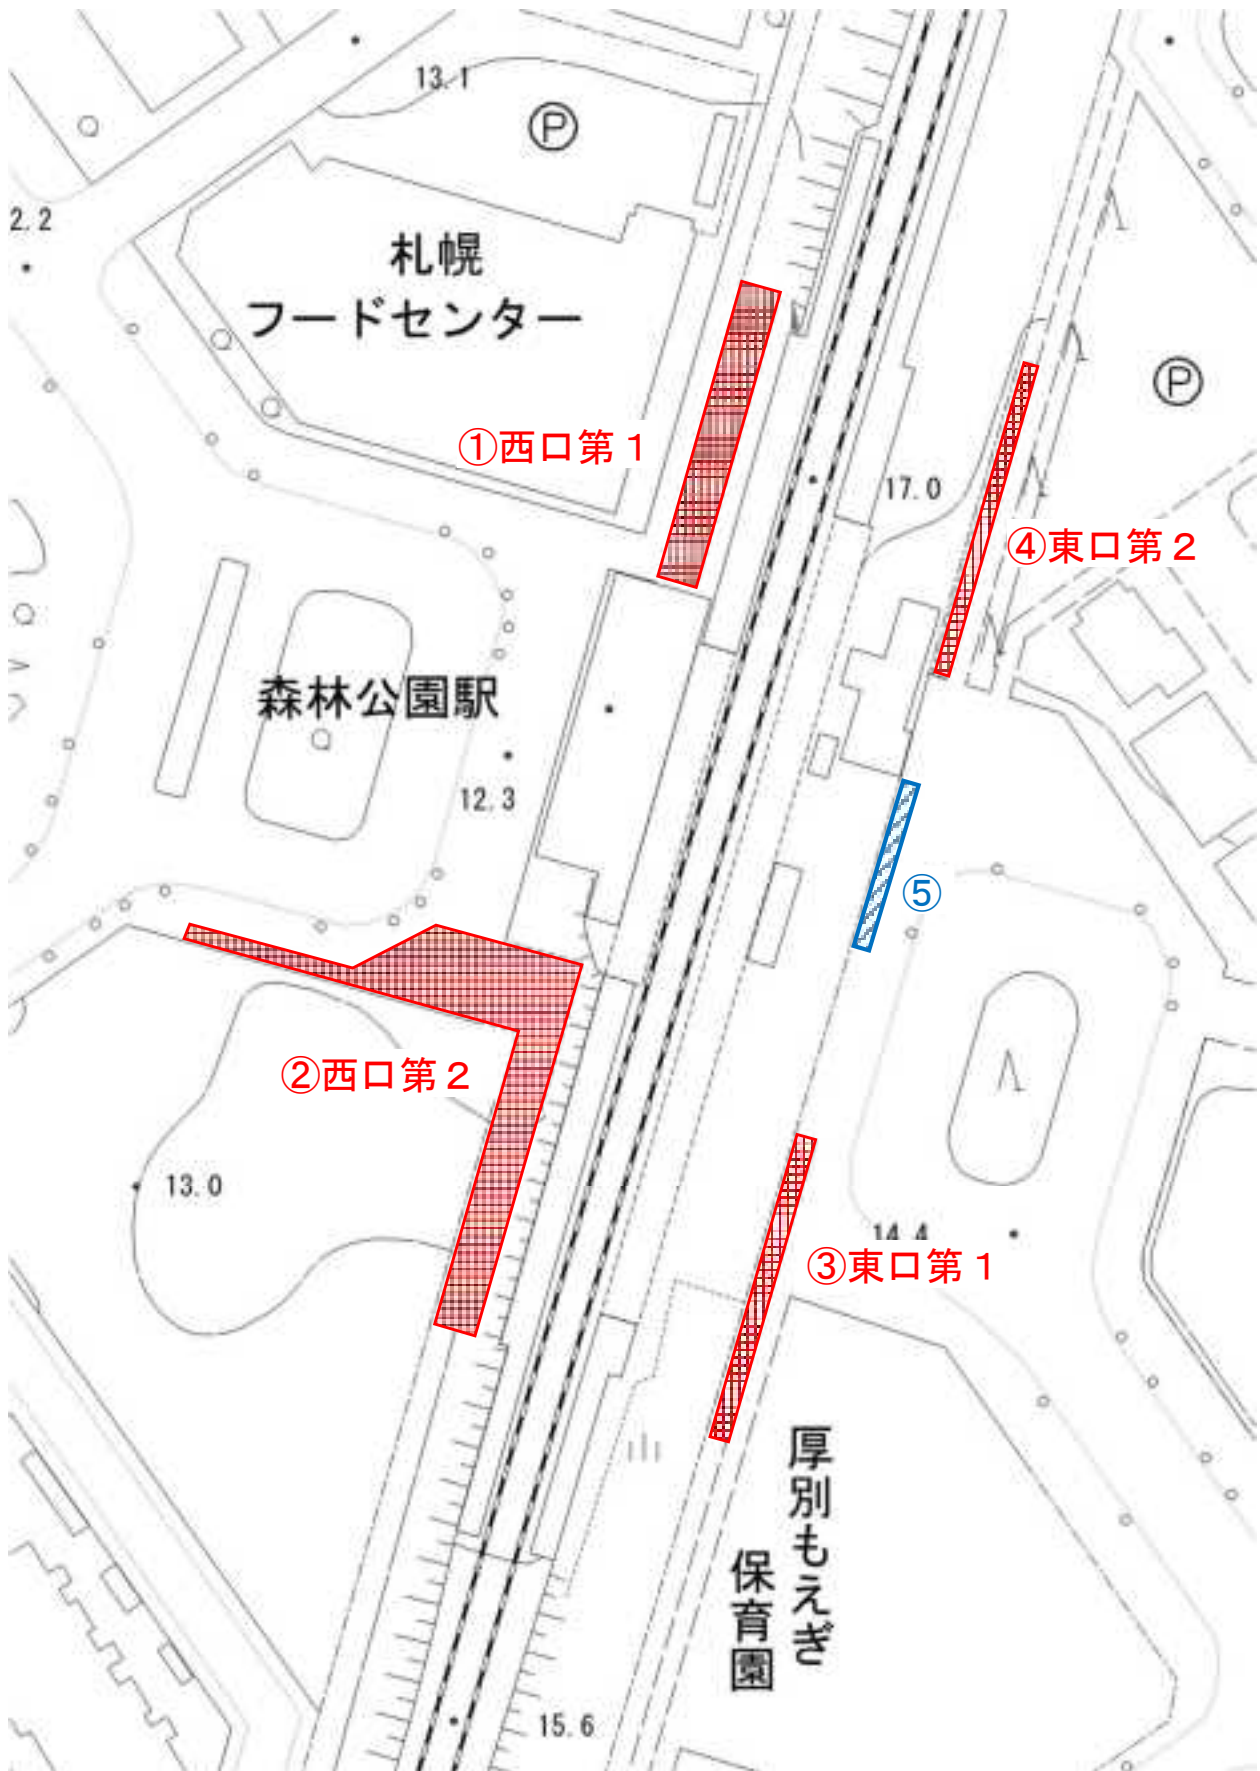 13.1
Ⓟ
2.2
札幌
フードセンター
Ⓟ
①西口第1
17.0
④東口第2
森林公園駅
12.3
⑤
②西口第2
13.0
14.4
③東口第1
厚別もえぎ
保育園
15.6